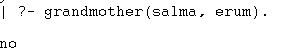 | ?- grandmother(salma, erum).
no